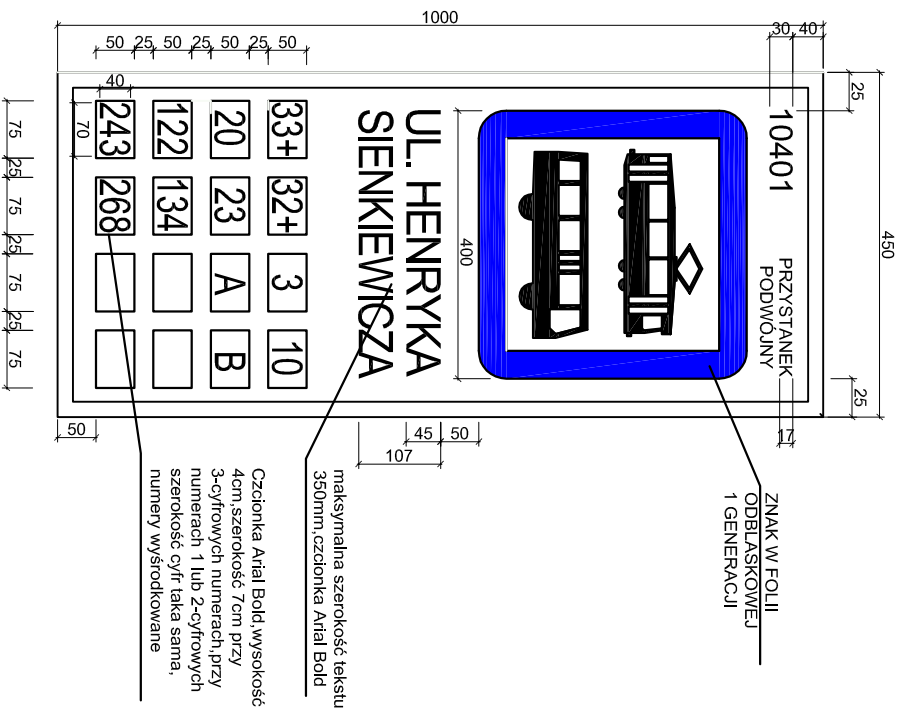 1000
30 40
50 25 50 25 50 25 50
450
25
25
10401
PRZYSTANEK
PODWÓJNY
17
400
50
45
107
UL. HENRYKA
SIENKIEWICZA
33+ 32+ 3 10
20 23 A B
122 134
243 268
40
70
50
75 25 75 25 75 25 75
ZNAK W FOLII
ODBLASKOWEJ
1 GENERACJI
maksymalna szerokość tekstu
350mm,czcionka Arial Bold
Czcionka Arial Bold,wysokość
4cm,szerokość 7cm przy
3-cyfrowych numerach,przy
numerach 1 lub 2-cyfrowych
szerokość cyfr taka sama,
numery wyśrodkowane